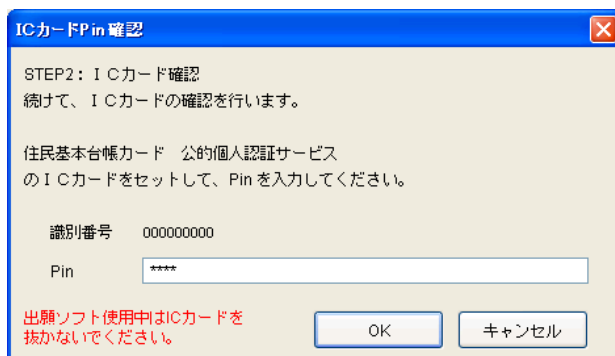 ICカードPin確認
STEP2：ＩＣカード確認
続けて、ＩＣカードの確認を行います。
住民基本台帳カード　公的個人認証サービス
のＩＣカードをセットして、Pinを入力してください。
識別番号 000000000
Pin ****
出願ソフト使用中はICカードを
抜かないでください。
OK キャンセル